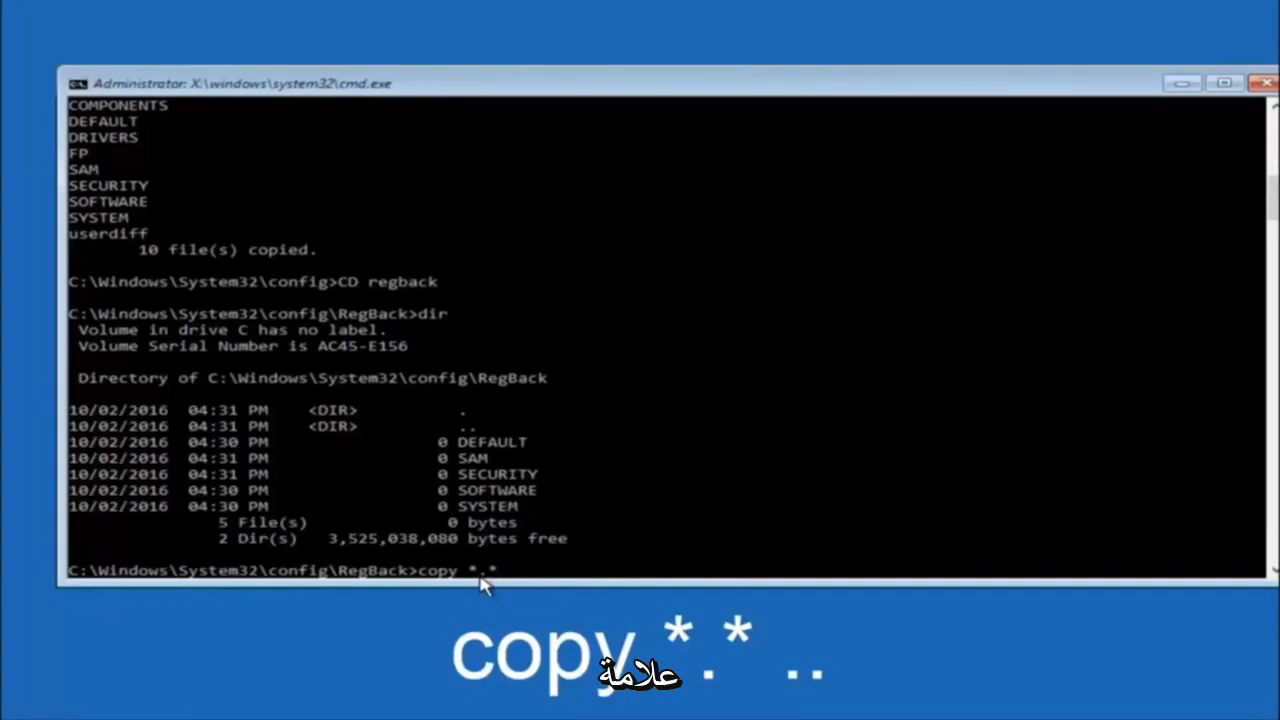 Administrator: X:\windows\system32\cmd.exe
COMPONENTS
DEFAULT
DRIVERS
FP
SAM
SECURITY
SOFTWARE
SYSTEM
userdiff
10 file(s) copied.
C:\Windows\System32\config>CD regback
C:\Windows\System32\config\RegBack>dir
Volume in drive C has no label.
Volume Serial Number is AC45-E156
Directory of C:\Windows\System32\config\RegBack
10/02/2016 04:31 PM <DIR> .
10/02/2016 04:31 PM <DIR> ..
10/02/2016 04:30 PM 0 DEFAULT
10/02/2016 04:31 PM 0 SAM
10/02/2016 04:31 PM 0 SECURITY
10/02/2016 04:30 PM 0 SOFTWARE
10/02/2016 04:30 PM 0 SYSTEM
5 File(s) 0 bytes
2 Dir(s) 3,525,038,080 bytes free
C:\Windows\System32\config\RegBack>copy *.*
copy *.* ..
علامة